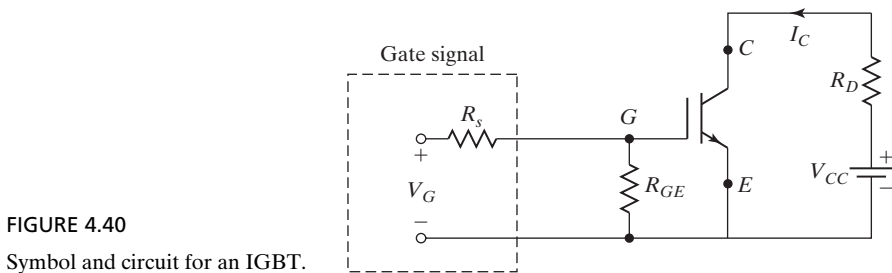 Gate signal
C
I_C
R_D
R_s
G
+
V_G
R_GE
E
V_CC
+
−
−
FIGURE 4.40
Symbol and circuit for an IGBT.